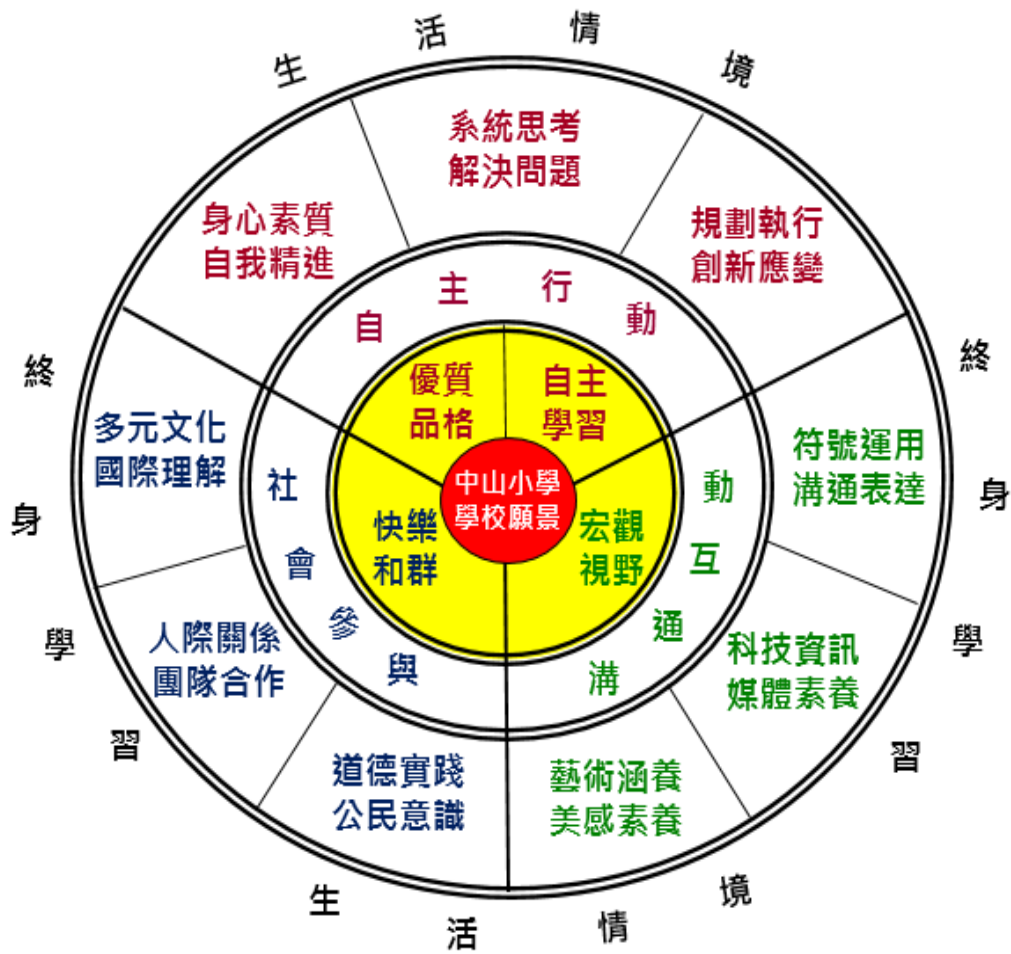 生活情境
系統思考
解決問題
身心素質
自我精進
規劃執行
創新應變
自主行動
終身學習
終身學習
優質
品格
自主
學習
多元文化
國際理解
符號運用
溝通表達
中山小學
學校願景
社會參與
溝通互動
快樂
和群
宏觀
視野
人際關係
團隊合作
科技資訊
媒體素養
道德實踐
公民意識
藝術涵養
美感素養
生活情境